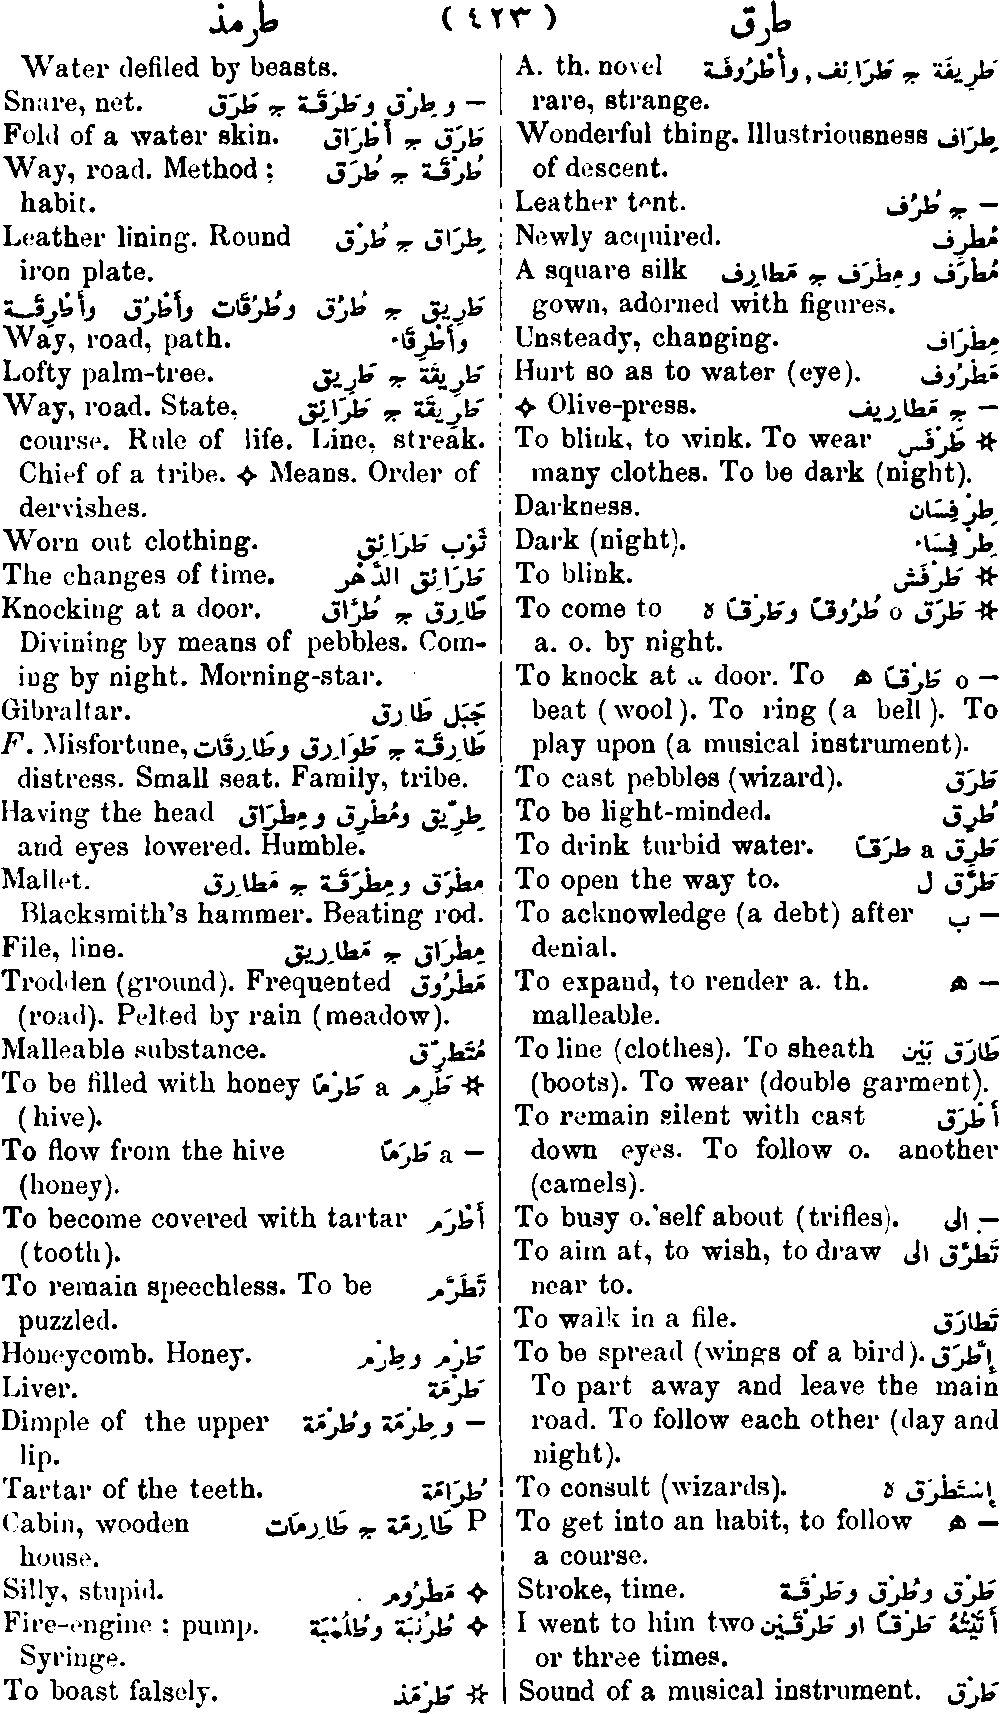 طرق ( ٤٢٣ ) طرمذ
A. th. novel طَرِيفَة ج طَرَائِف, وأُطْرُوفَة
rare, strange.
Wonderful thing. Illustriousness طِرَاف
of descent.
Leather tent. — ج طُرُف
Newly acquired. مُطْرِف
A square silk مُطْرَف و مِطْرَف ج مَطَارِف
gown, adorned with figures.
Unsteady, changing. مِطْرَاف
Hurt so as to water (eye). مَطْرُوف
✧ Olive-press. — ج مَطَارِيف
To blink, to wink. To wear طَرْفَس ☆
many clothes. To be dark (night).
Darkness. طِرْفِسَان
Dark (night). طِرْفِسَاء
To blink. طَرْفَش ☆
To come to ☆ طَرَق o طُرُوقًا وطَرْقًا ه
a. o. by night.
To knock at a door. To — o طَرْقًا ه
beat (wool). To ring (a bell). To
play upon (a musical instrument).
To cast pebbles (wizard). طَرَق
To be light-minded. طُرِق
To drink turbid water. طَرِق a طَرَقًا
To open the way to. طَرَّق ل
To acknowledge (a debt) after — ب
denial.
To expand, to render a. th. — ه
malleable.
To line (clothes). To sheath طَارَق بَيْن
(boots). To wear (double garment).
To remain silent with cast أَطْرَق
down eyes. To follow o. another
(camels).
To busy o.'self about (trifles). — الى
To aim at, to wish, to draw تَطَرَّق الى
near to.
To walk in a file. تَطَارَق
To be spread (wings of a bird). إِطَّرَق
To part away and leave the main
road. To follow each other (day and
night).
To consult (wizards). إِسْتَطْرَق ه
To get into an habit, to follow — ه
a course.
Stroke, time. طَرْق وطُرْق وطَرْقَة
I went to him two أَتَيْتُهُ طَرْقًا او طَرْقَيْن
or three times.
Sound of a musical instrument. طَرْق
Water defiled by beasts.
Snare, net. — و طِرْق وطَرَقَة ج طَرَق
Fold of a water skin. طَرَق ج أَطْرَاق
Way, road. Method ; طُرْقَة ج طُرَق
habit.
Leather lining. Round طِرَاق ج طُرْق
iron plate.
طَرِيق ج طُرُق وطُرُقَات وأَطْرُق وأَطْرِقَة
Way, road, path. وأَطْرِقَاء
Lofty palm-tree. طَرِيقَة ج طَرِيق
Way, road. State, طَرِيقَة ج طَرَائِق
course. Rule of life. Line, streak.
Chief of a tribe. ✧ Means. Order of
dervishes.
Worn out clothing. ثَوْب طَرَائِق
The changes of time. طَرَائِق الدَّهْر
Knocking at a door. طَارِق ج طُرَّاق
Divining by means of pebbles. Com-
ing by night. Morning-star.
Gibraltar. جَبَل طَارِق
F. Misfortune, طَارِقَة ج طَوَارِق وطَارِقَات
distress. Small seat. Family, tribe.
Having the head طِرِّيق ومُطْرِق ومِطْرَاق
and eyes lowered. Humble.
Mallet. مِطْرَق ومِطْرَقَة ج مَطَارِق
Blacksmith's hammer. Beating rod.
File, line. مِطْرَاق ج مَطَارِيق
Trodden (ground). Frequented مَطْرُوق
(road). Pelted by rain (meadow).
Malleable substance. مُتَطَرِّق
To be filled with honey ☆ طَرِم a طَرْمًا
(hive).
To flow from the hive — a طَرَمًا
(honey).
To become covered with tartar أَطْرَم
(tooth).
To remain speechless. To be تَطَرَّم
puzzled.
Honeycomb. Honey. طَرْم وطِرْم
Liver. طَرْمَة
Dimple of the upper — و طِرْمَة وطُرْمَة
lip.
Tartar of the teeth. طُرَامَة
Cabin, wooden P طَارِمَة ج طَارِمَات
house.
Silly, stupid. ✧ مَطْرُوم
Fire-engine : pump. ✧ طُرُنْبَة وطُلُمْبَة
Syringe.
To boast falsely. ☆ طَرْمَذ